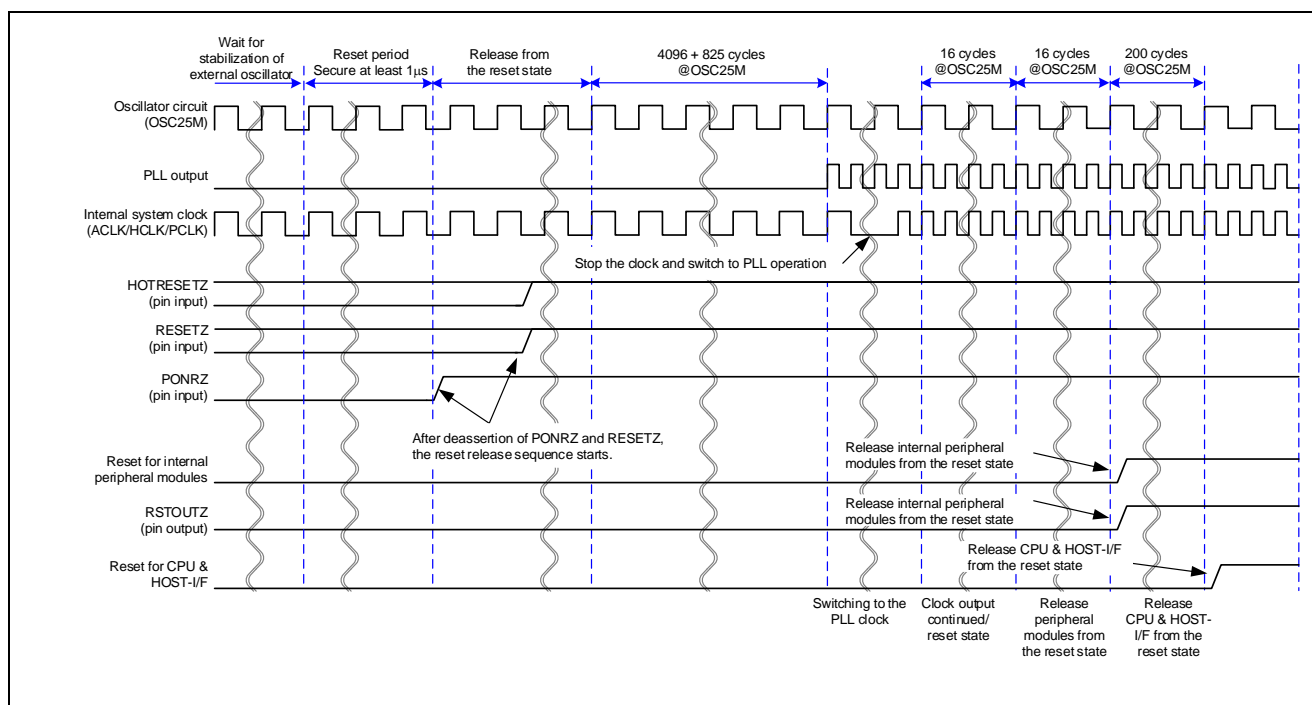 Wait for
stabilization of
external oscillator
Reset period
Secure at least 1μs
Release from
the reset state
4096 + 825 cycles
@OSC25M
16 cycles
@OSC25M
16 cycles
@OSC25M
200 cycles
@OSC25M
Oscillator circuit
(OSC25M)
PLL output
Internal system clock
(ACLK/HCLK/PCLK)
Stop the clock and switch to PLL operation
HOTRESETZ
(pin input)
RESETZ
(pin input)
PONRZ
(pin input)
After deassertion of PONRZ and RESETZ,
the reset release sequence starts.
Reset for internal
peripheral modules
Release internal peripheral
modules from the reset state
RSTOUTZ
(pin output)
Release internal peripheral
modules from the reset state
Reset for CPU &
HOST-I/F
Release CPU & HOST-I/F
from the reset state
Switching to the
PLL clock
Clock output
continued/
reset state
Release
peripheral
modules from
the reset state
Release
CPU & HOST-
I/F from the
reset state